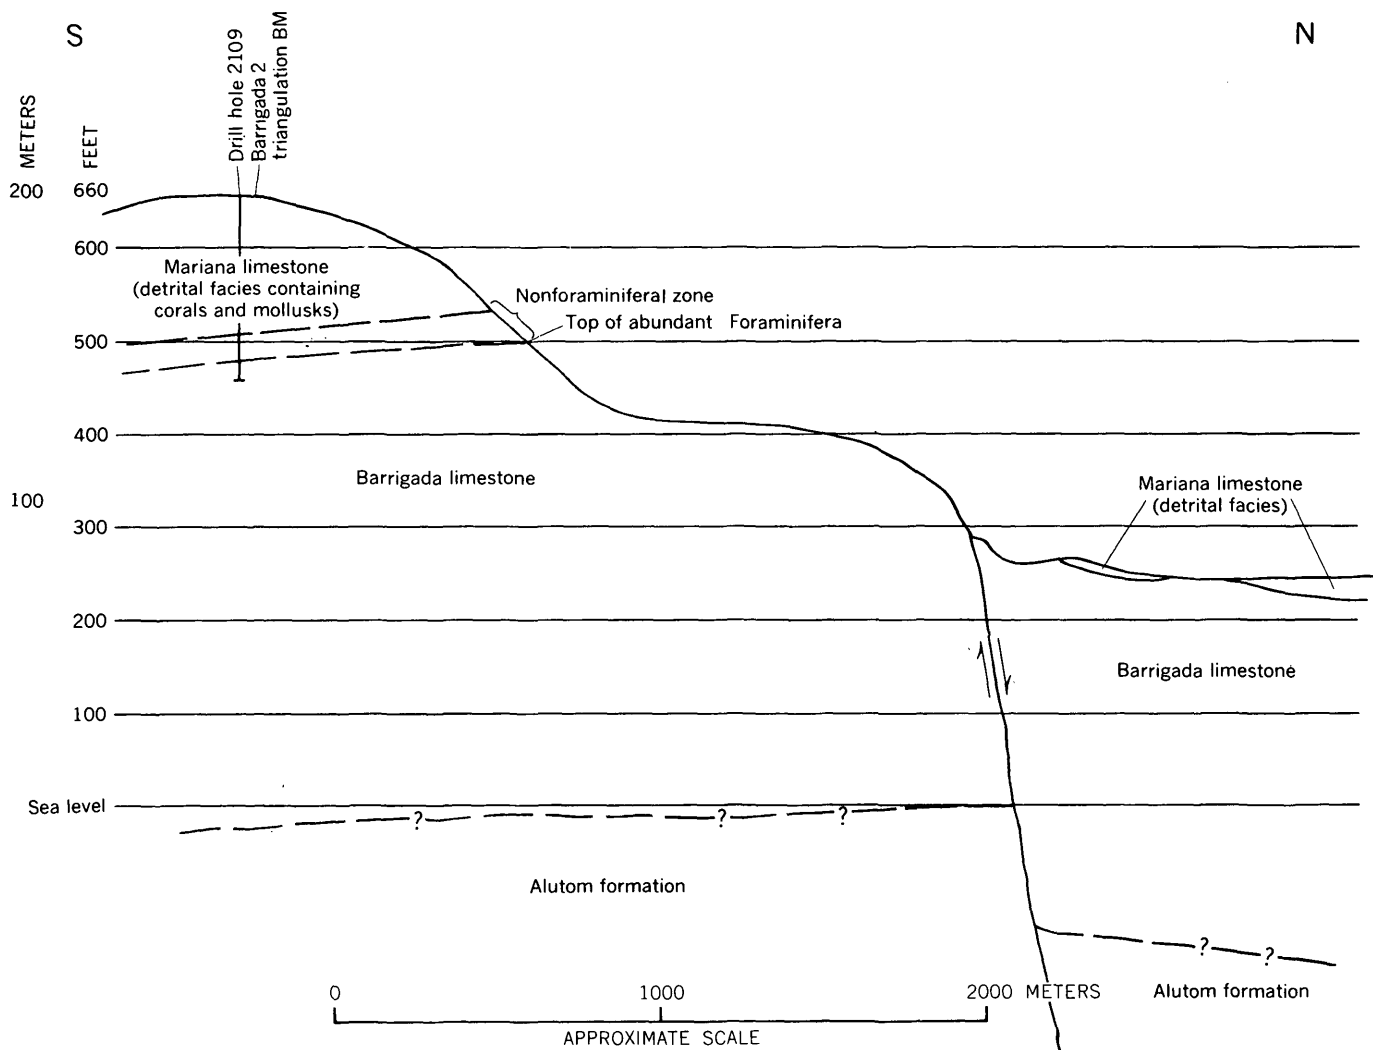 S
N
METERS
FEET
Drill hole 2109
Barrigada 2
triangulation BM
200
660
600
Mariana limestone
(detrital facies containing
corals and mollusks)
Nonforaminiferal zone
Top of abundant Foraminifera
500
400
Barrigada limestone
100
Mariana limestone
(detrital facies)
300
200
Barrigada limestone
100
Sea level
?
?
?
Alutom formation
?
?
Alutom formation
0
1000
2000 METERS
APPROXIMATE SCALE